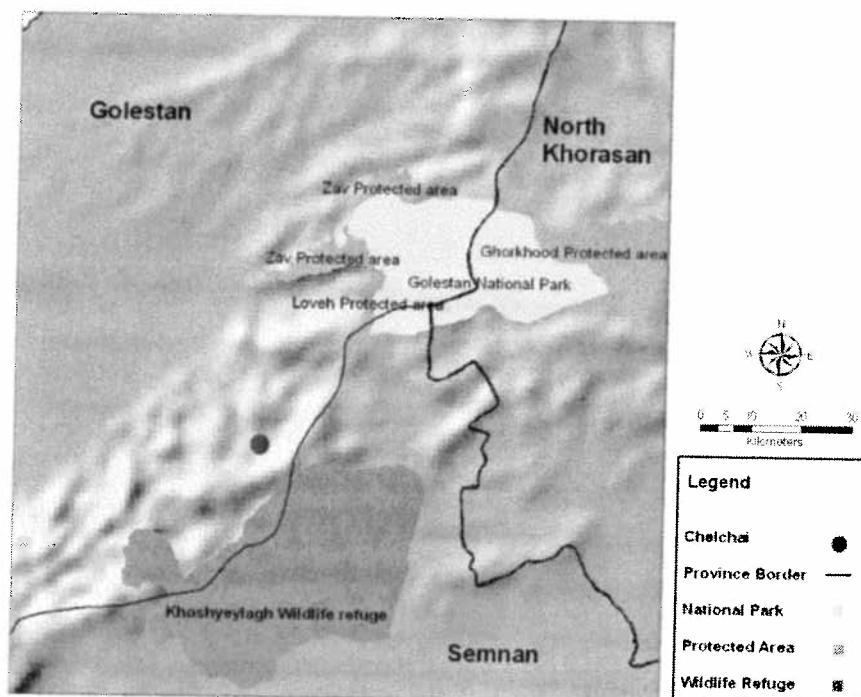 Golestan
North
Khorasan
Zav Protected area
Ghorkhood Protected area
Zav Protected area
Golestan National Park
Loveh Protected area
N
W E
S
0 5 10 20 30
Kilometers
Legend
Chelchai
Province Border
National Park
Protected Area
Wildlife Refuge
Khoshyeylagh Wildlife refuge
Semnan